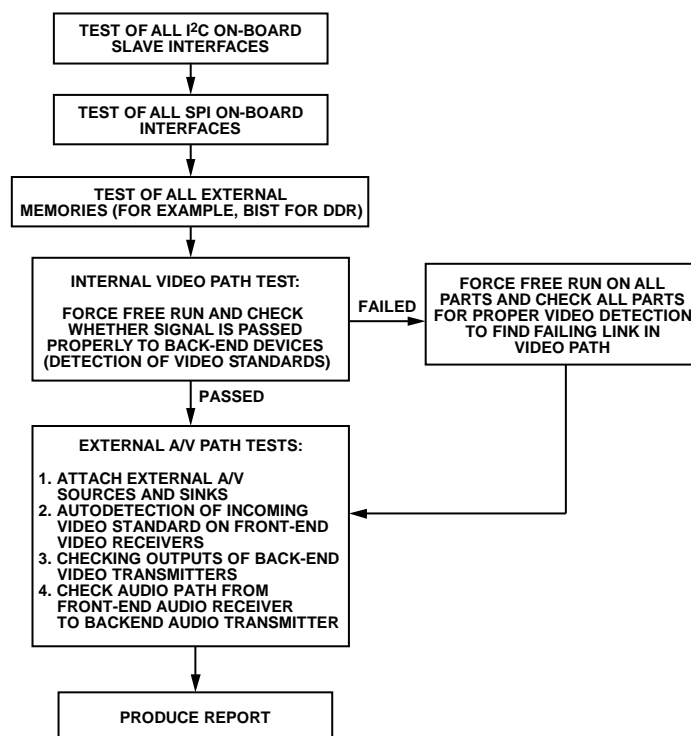 TEST OF ALL I²C ON-BOARD
SLAVE INTERFACES
TEST OF ALL SPI ON-BOARD
INTERFACES
TEST OF ALL EXTERNAL
MEMORIES (FOR EXAMPLE, BIST FOR DDR)
INTERNAL VIDEO PATH TEST:
FORCE FREE RUN AND CHECK
WHETHER SIGNAL IS PASSED
PROPERLY TO BACK-END DEVICES
(DETECTION OF VIDEO STANDARDS)
FAILED
FORCE FREE RUN ON ALL
PARTS AND CHECK ALL PARTS
FOR PROPER VIDEO DETECTION
TO FIND FAILING LINK IN
VIDEO PATH
PASSED
EXTERNAL A/V PATH TESTS:
1. ATTACH EXTERNAL A/V
SOURCES AND SINKS
2. AUTODETECTION OF INCOMING
VIDEO STANDARD ON FRONT-END
VIDEO RECEIVERS
3. CHECKING OUTPUTS OF BACK-END
VIDEO TRANSMITTERS
4. CHECK AUDIO PATH FROM
FRONT-END AUDIO RECEIVER
TO BACKEND AUDIO TRANSMITTER
PRODUCE REPORT